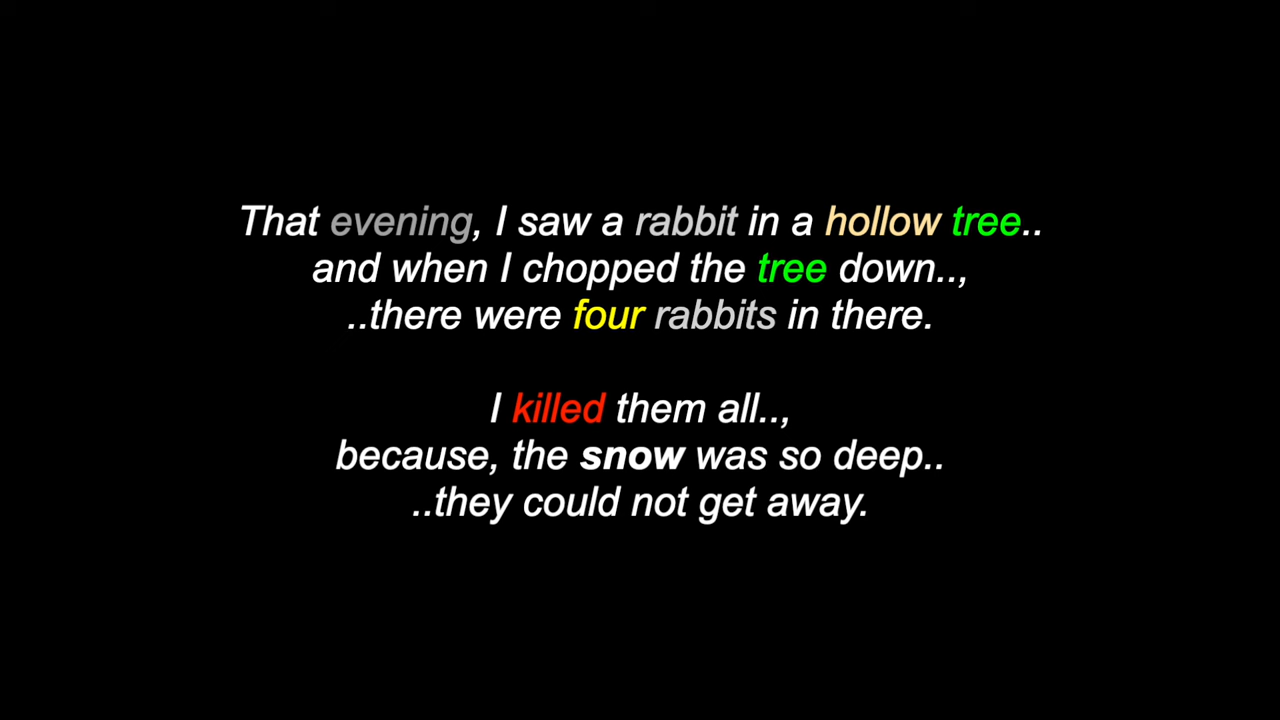 That evening, I saw a rabbit in a hollow tree..
and when I chopped the tree down..,
..there were four rabbits in there.
I killed them all..,
because, the snow was so deep..
..they could not get away.